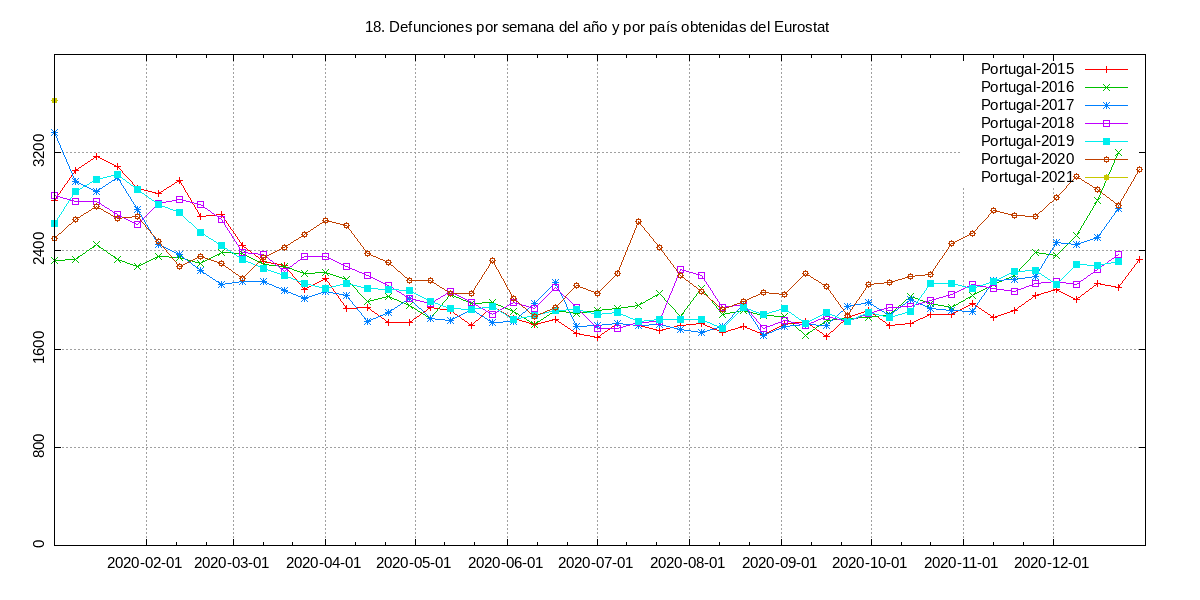 18. Defunciones por semana del año y por país obtenidas del Eurostat
Portugal-2015
Portugal-2016
Portugal-2017
Portugal-2018
Portugal-2019
Portugal-2020
Portugal-2021
3200
2400
1600
800
0
2020-02-01 2020-03-01 2020-04-01 2020-05-01 2020-06-01 2020-07-01 2020-08-01 2020-09-01 2020-10-01 2020-11-01 2020-12-01